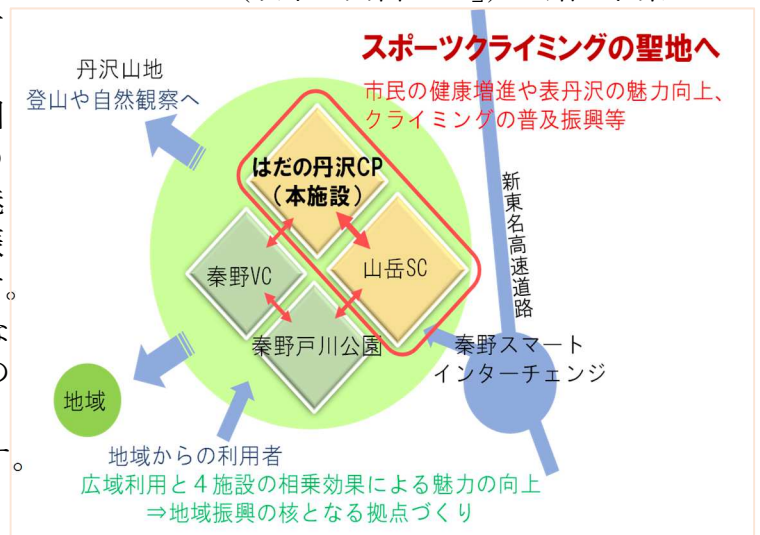 スポーツクライミングの聖地へ
市民の健康増進や表丹沢の魅力向上、
クライミングの普及振興等
丹沢山地
登山や自然観察へ
はだの丹沢CP
（本施設）
新東名高速道路
秦野VC
山岳SC
秦野戸川公園
秦野スマート
インターチェンジ
地域
地域からの利用者
広域利用と４施設の相乗効果による魅力の向上
⇒地域振興の核となる拠点づくり